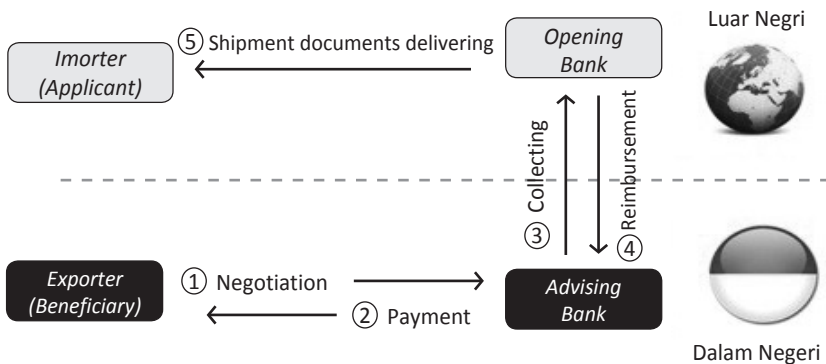 Luar Negri
⑤ Shipment documents delivering
Imorter
(Applicant)
Opening
Bank
③ Collecting
④ Reimbursement
Exporter
(Beneficiary)
① Negotiation
② Payment
Advising
Bank
Dalam Negeri